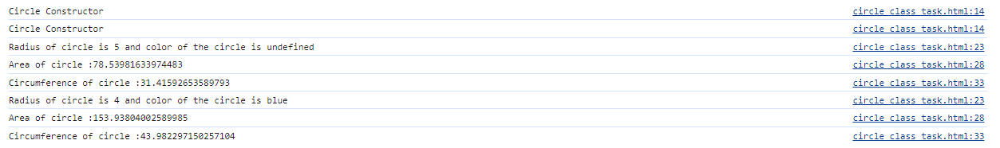 Circle Constructor circle class task.html:14
Circle Constructor circle class task.html:14
Radius of circle is 5 and color of the circle is undefined circle class task.html:23
Area of circle :78.53981633974483 circle class task.html:28
Circumference of circle :31.41592653589793 circle class task.html:33
Radius of circle is 4 and color of the circle is blue circle class task.html:23
Area of circle :153.93804002589985 circle class task.html:28
Circumference of circle :43.982297150257104 circle class task.html:33